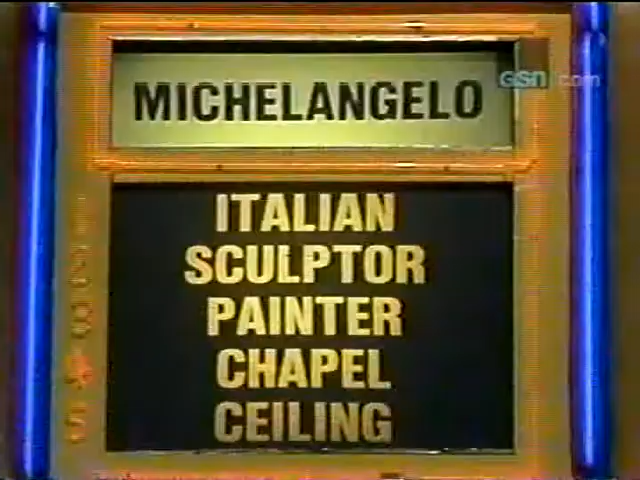 MICHELANGELO
GSN.com
ITALIAN
SCULPTOR
PAINTER
CHAPEL
CEILING